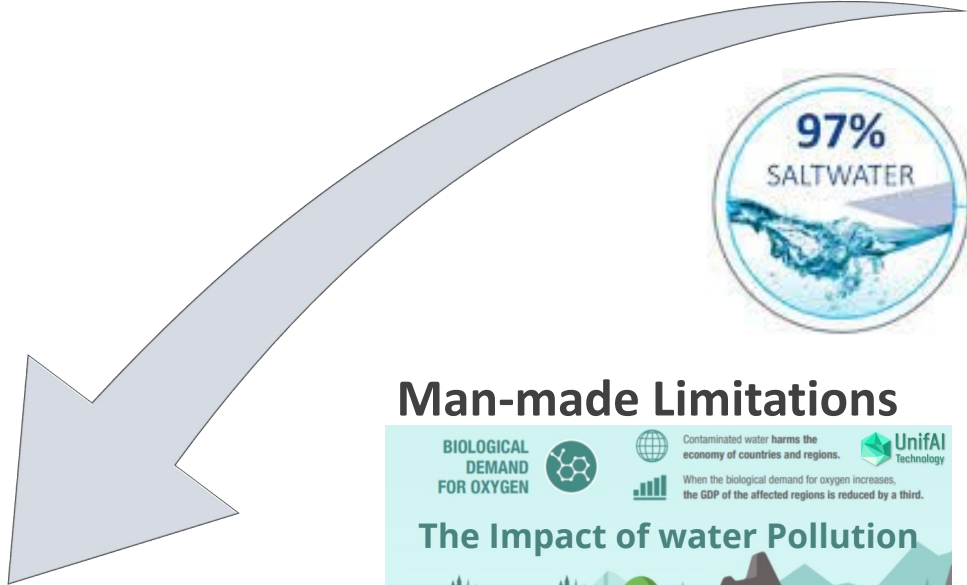 97%
SALTWATER
Man-made Limitations
BIOLOGICAL
DEMAND
FOR OXYGEN
Contaminated water harms the
economy of countries and regions.
When the biological demand for oxygen increases,
the GDP of the affected regions is reduced by a third.
UnifAI
Technology
The Impact of water Pollution